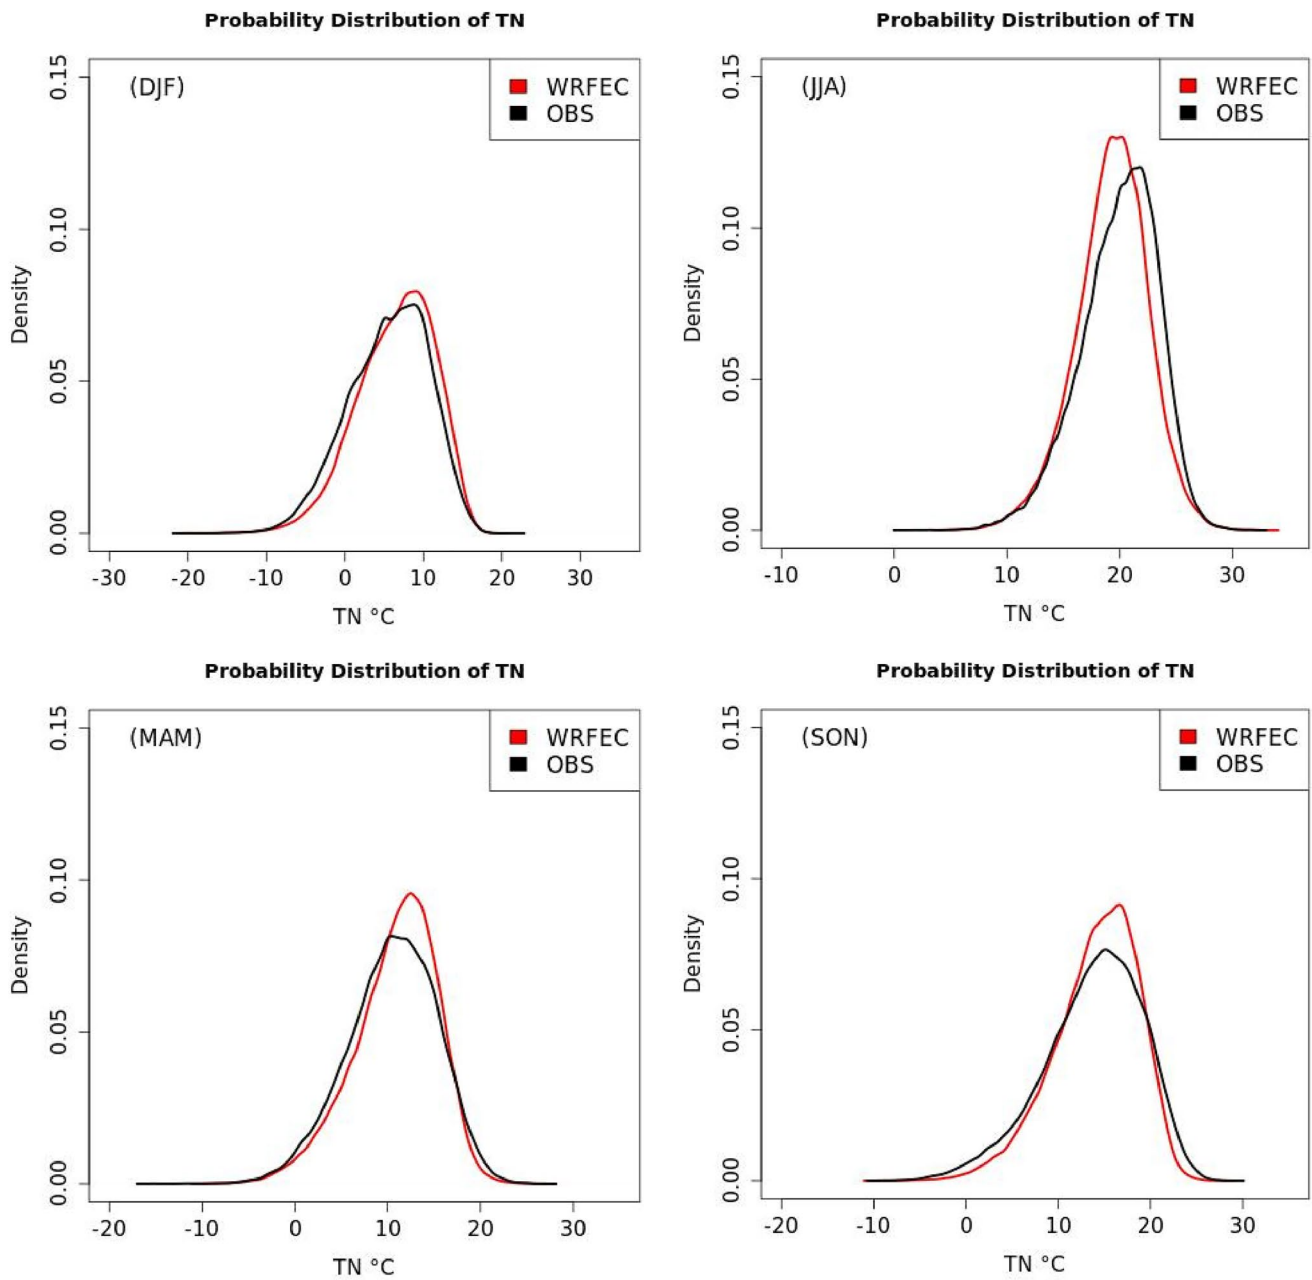 Probability Distribution of TN
(DJF)
WRFEC
OBS
Density
0.00
0.05
0.10
0.15
-30
-20
-10
0
10
20
30
TN °C
Probability Distribution of TN
(JJA)
WRFEC
OBS
Density
0.00
0.05
0.10
0.15
-10
0
10
20
30
TN °C
Probability Distribution of TN
(MAM)
WRFEC
OBS
Density
0.00
0.05
0.10
0.15
-20
-10
0
10
20
30
TN °C
Probability Distribution of TN
(SON)
WRFEC
OBS
Density
0.00
0.05
0.10
0.15
-20
-10
0
10
20
30
TN °C